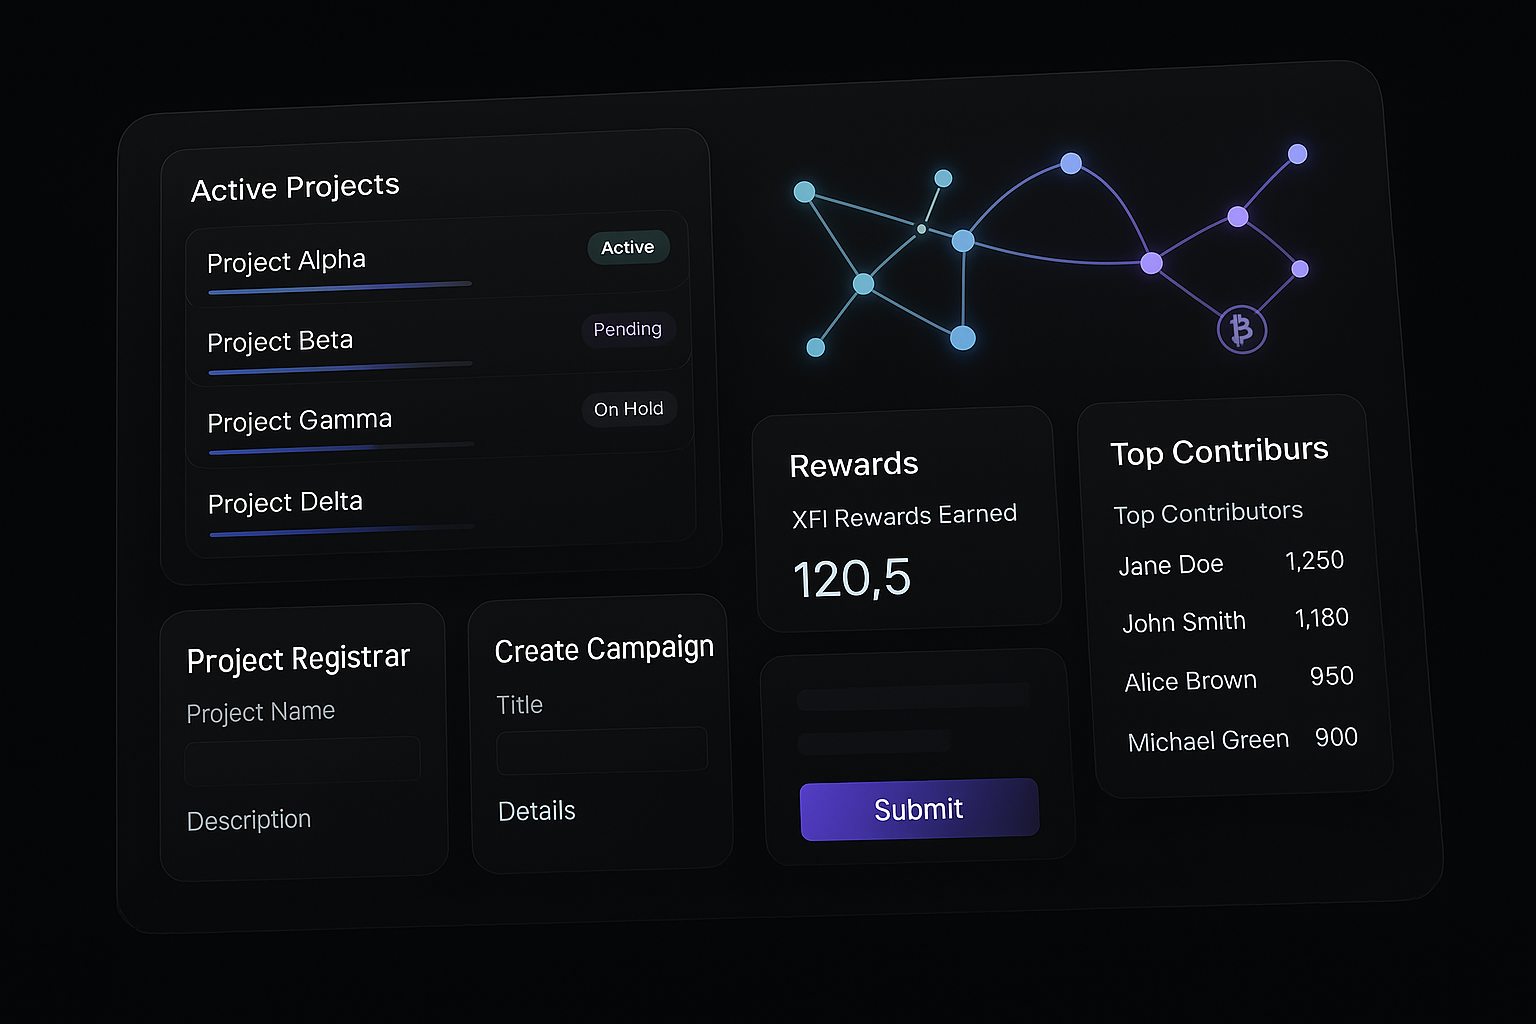 Active Projects
Project Alpha
Active
Project Beta
Pending
Project Gamma
On Hold
Project Delta
Rewards
XFI Rewards Earned
120,5
Top Contriburs
Top Contributors
Jane Doe 1,250
John Smith 1,180
Alice Brown 950
Michael Green 900
Project Registrar
Project Name
Description
Create Campaign
Title
Details
Submit